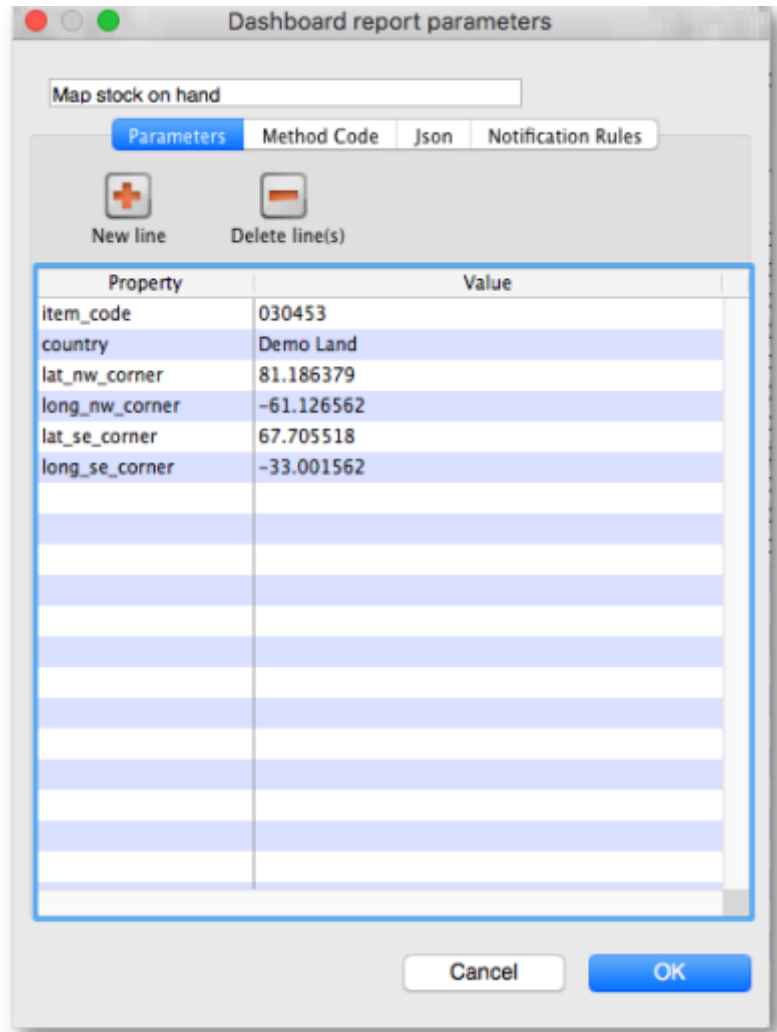 Dashboard report parameters
Map stock on hand
Parameters Method Code Json Notification Rules
New line Delete line(s)
Property Value
item_code 030453
country Demo Land
lat_nw_corner 81.186379
long_nw_corner -61.126562
lat_se_corner 67.705518
long_se_corner -33.001562
Cancel OK